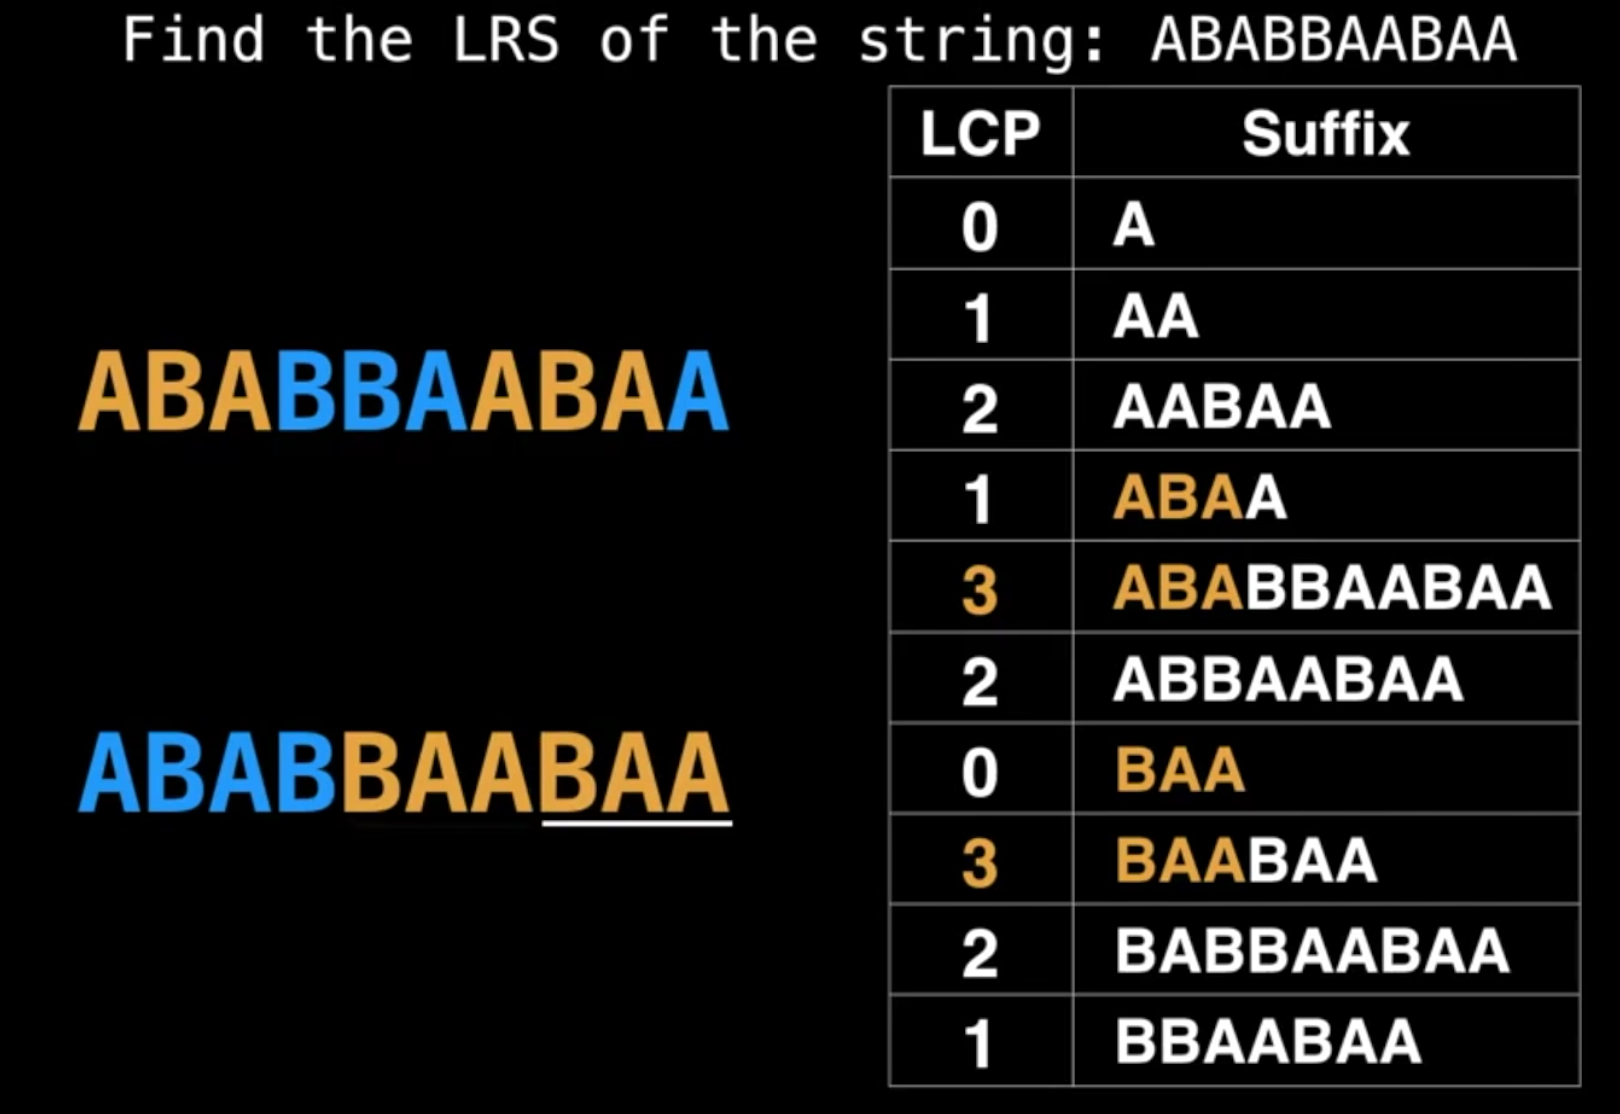 Find the LRS of the string: ABABBAABAA
LCP Suffix
0 A
1 AA
2 AABAA
1 ABAA
3 ABABBAABAA
2 ABBAABAA
0 BAA
3 BAABAA
2 BABBAABAA
1 BBAABAA
ABABBAABAA
ABABBAABAA